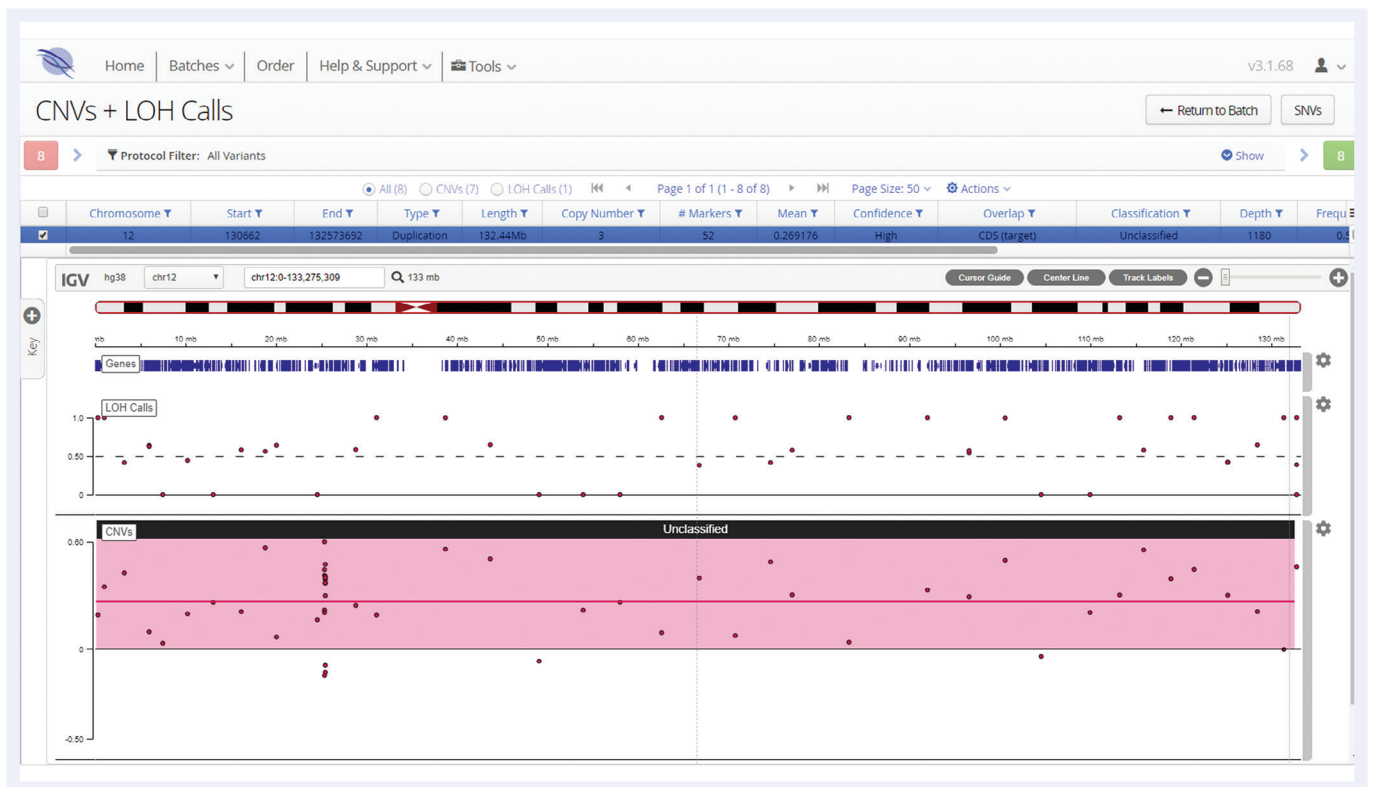 Home Batches Order Help & Support Tools v3.1.68
CNVs + LOH Calls ← Return to Batch SNVs
8 Protocol Filter: All Variants Show 8
All (8) CNVs (7) LOH Calls (1) Page 1 of 1 (1 - 8 of 8) Page Size: 50 Actions
Chromosome Start End Type Length Copy Number # Markers Mean Confidence Overlap Classification Depth Frequ
12 130662 132573692 Duplication 132.44Mb 3 52 0.269176 High CDS (target) Unclassified 1180 0.5
IGV hg38 chr12 chr12:0-133,275,309 133 mb Cursor Guide Center Line Track Labels
Key
mb 10 mb 20 mb 30 mb 40 mb 50 mb 60 mb 70 mb 80 mb 90 mb 100 mb 110 mb 120 mb 130 mb
Genes
LOH Calls
1.0
0.50
0
CNVs Unclassified
0.60
0
-0.50